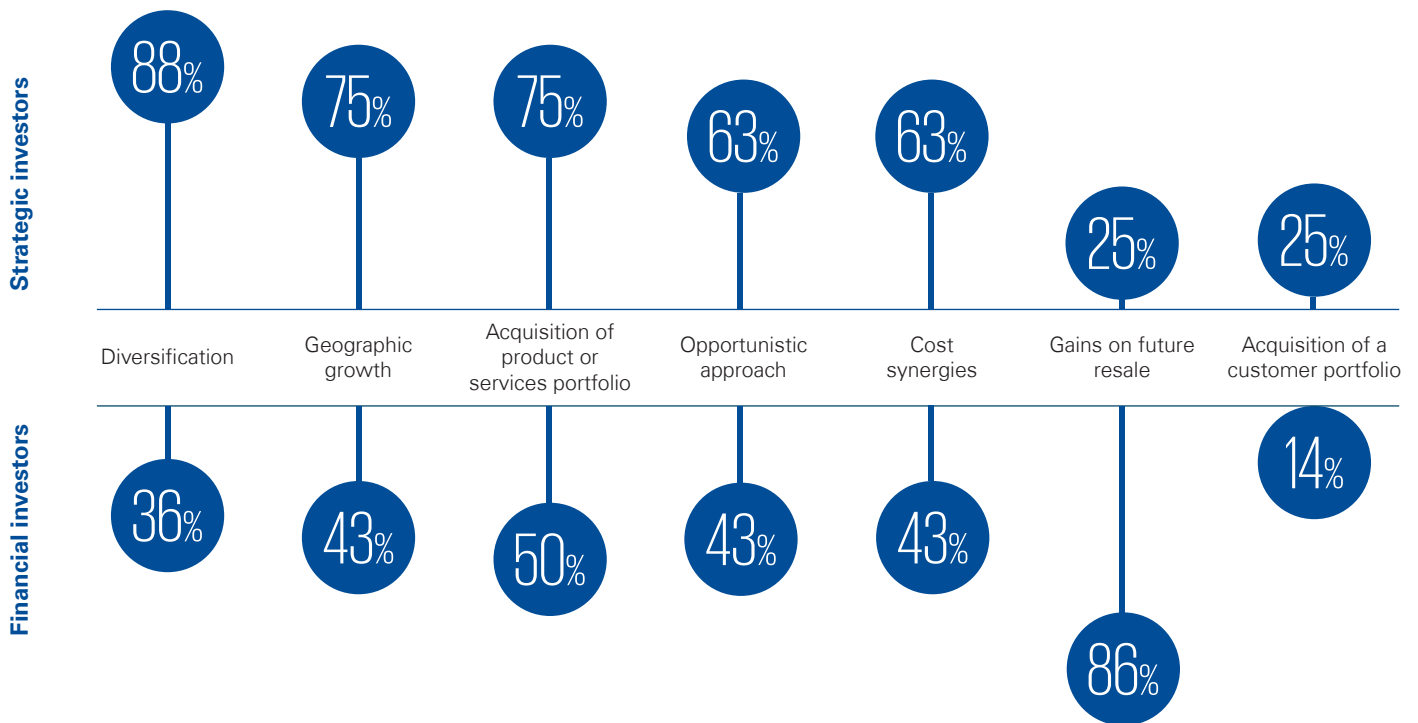 Strategic investors
88%
75%
75%
63%
63%
25%
25%
Diversification
Geographic
growth
Acquisition of
product or
services portfolio
Opportunistic
approach
Cost
synergies
Gains on future
resale
Acquisition of a
customer portfolio
Financial investors
36%
43%
50%
43%
43%
86%
14%